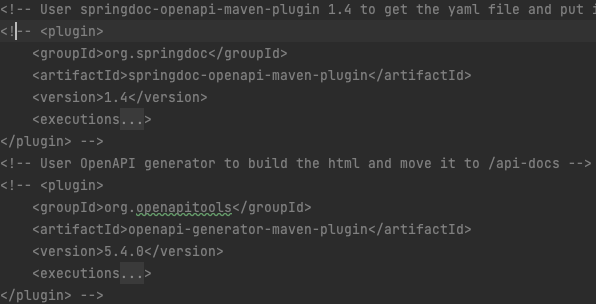 <!-- User springdoc-openapi-maven-plugin 1.4 to get the yaml file and put
<!-- <plugin>
<groupId>org.springdoc</groupId>
<artifactId>springdoc-openapi-maven-plugin</artifactId>
<version>1.4</version>
<executions...>
</plugin> -->
<!-- User OpenAPI generator to build the html and move it to /api-docs -->
<!-- <plugin>
<groupId>org.openapitools</groupId>
<artifactId>openapi-generator-maven-plugin</artifactId>
<version>5.4.0</version>
<executions...>
</plugin> -->